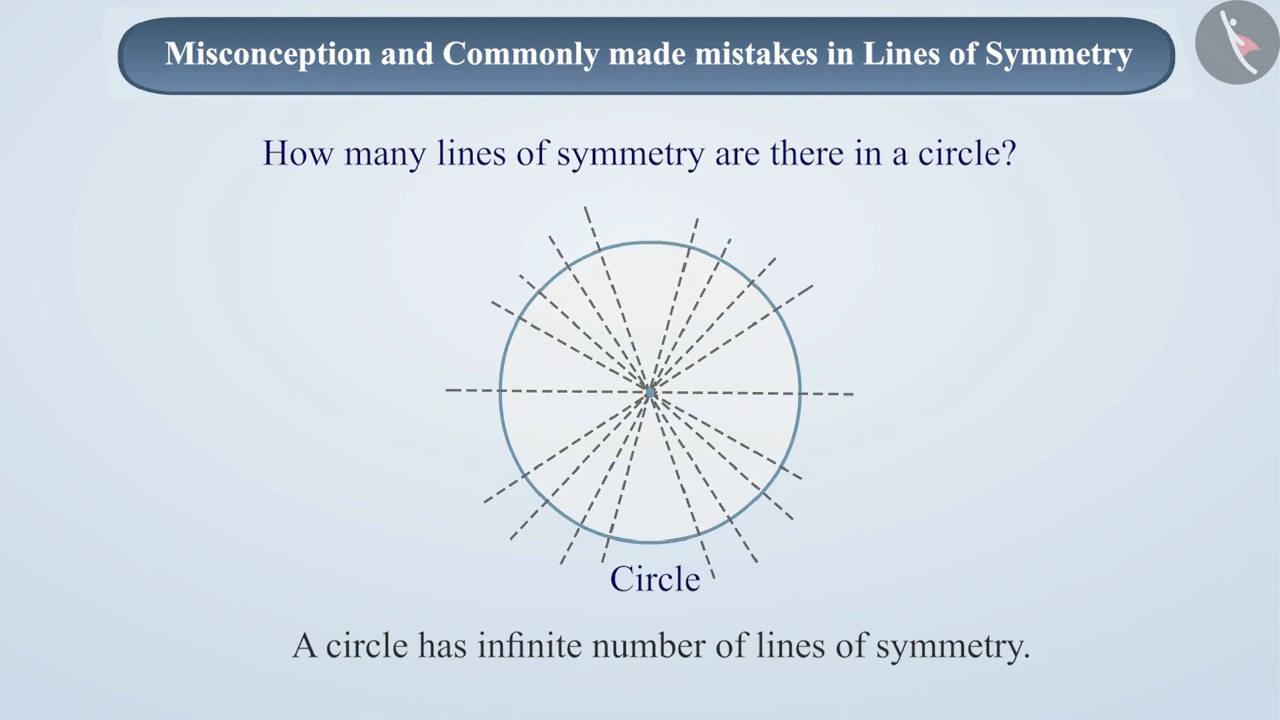 Misconception and Commonly made mistakes in Lines of Symmetry
How many lines of symmetry are there in a circle?
Circle
A circle has infinite number of lines of symmetry.